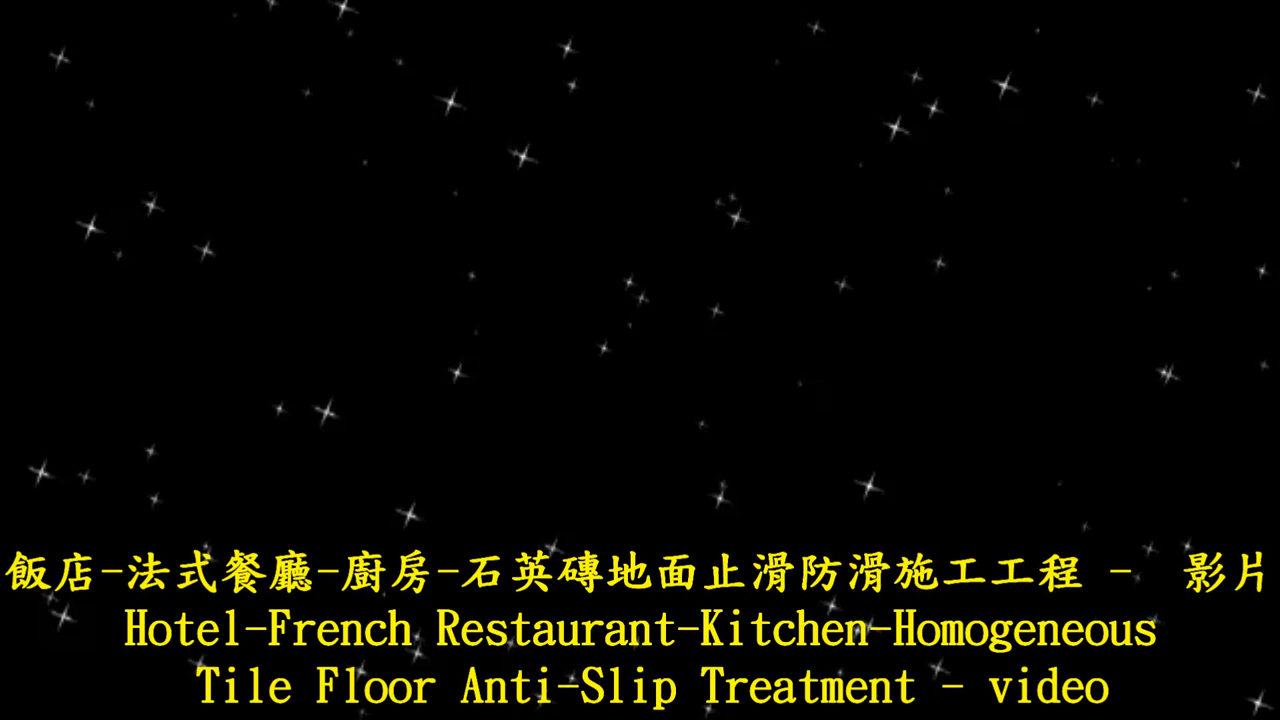 飯店-法式餐廳-廚房-石英磚地面止滑防滑施工工程 - 影片
Hotel-French Restaurant-Kitchen-Homogeneous
Tile Floor Anti-Slip Treatment - video